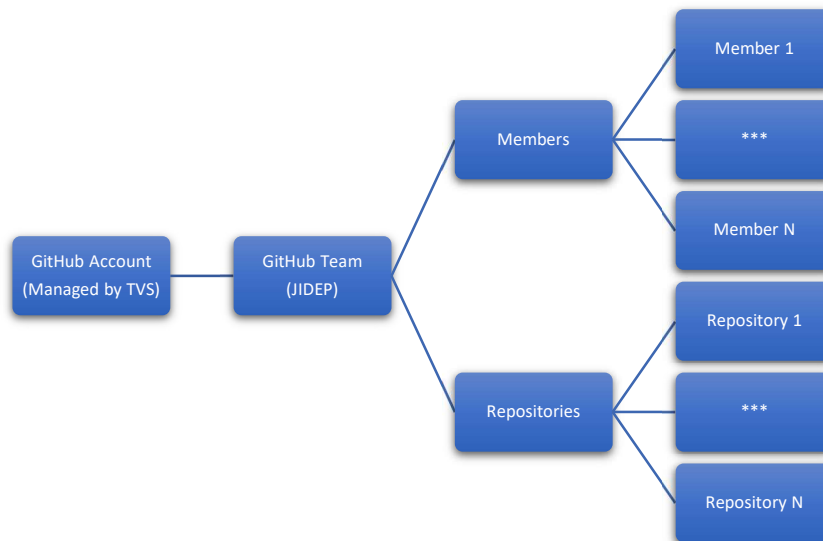 GitHub Account
(Managed by TVS)
GitHub Team
(JIDEP)
Members
Member 1
***
Member N
Repositories
Repository 1
***
Repository N